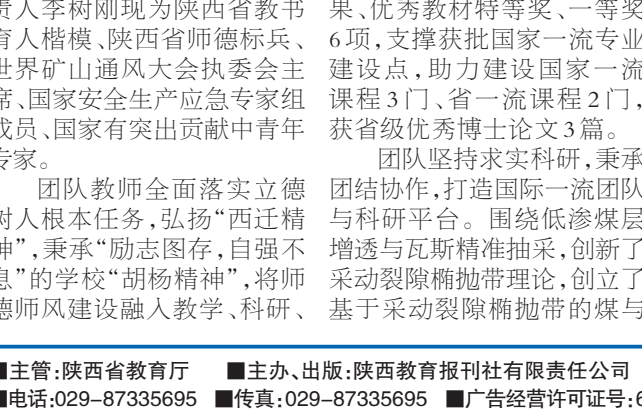 责人李树刚现为陕西省教书
育人楷模、陕西省师德标兵、
世界矿山通风大会执委会主
席、国家安全生产应急专家组
成员、国家有突出贡献中青年
专家。
团队教师全面落实立德
树人根本任务,弘扬“西迁精
神”,秉承“励志图存,自强不
息”的学校“胡杨精神”,将师
德师风建设融入教学、科研、
果、优秀教材特等奖、一等奖
6项,支撑获批国家一流专业
建设点,助力建设国家一流
课程3门、省一流课程2门,
获省级优秀博士论文3篇。
团队坚持求实科研,秉承
团结协作,打造国际一流团队
与科研平台。围绕低渗煤层
增透与瓦斯精准抽采,创新了
采动裂隙椭抛带理论,创立了
基于采动裂隙椭抛带的煤与
■主管:陕西省教育厅 ■主办、出版:陕西教育报刊社有限责任公司
■电话:029-87335695 ■传真:029-87335695 ■广告经营许可证号:6